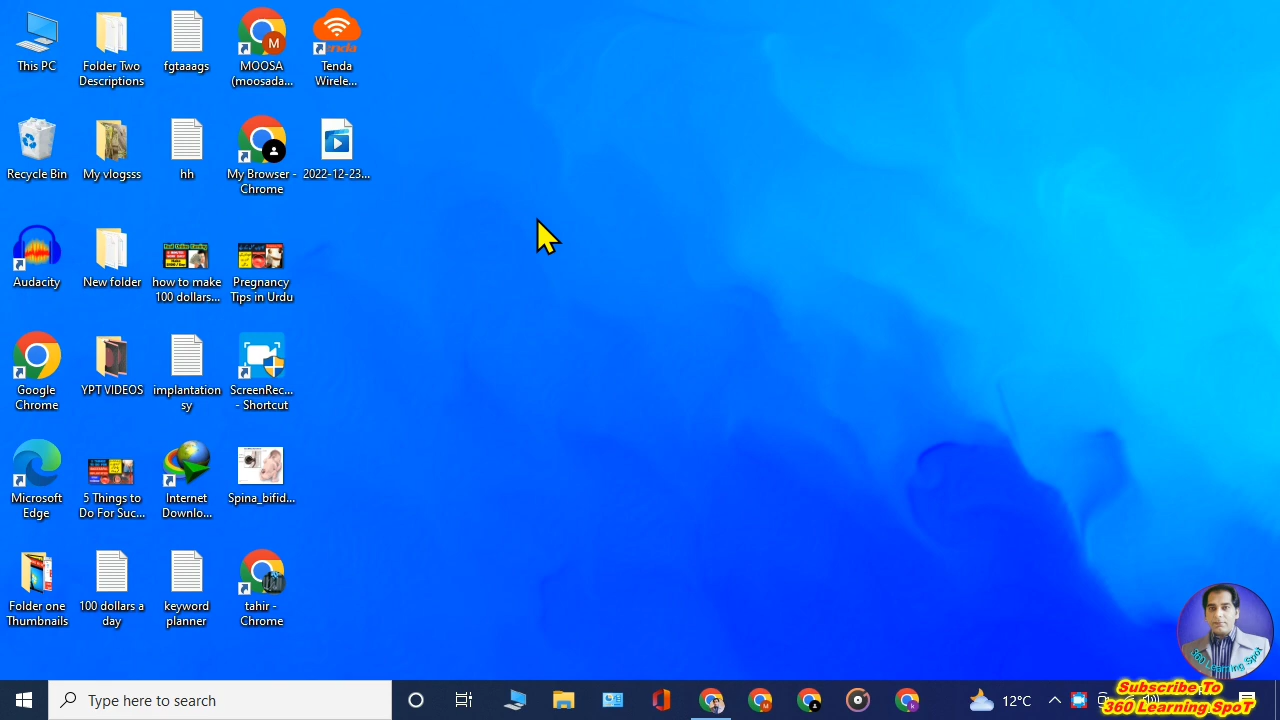 This PC
Folder Two
Descriptions
fgtaaags
MOOSA
(moosada...
Tenda
Wirele...
Recycle Bin
My vlogsss
hh
My Browser -
Chrome
2022-12-23...
Audacity
New folder
how to make
100 dollars...
Pregnancy
Tips in Urdu
Google
Chrome
YPT VIDEOS
implantation
sy
ScreenRec...
- Shortcut
Microsoft
Edge
5 Things to
Do For Suc...
Internet
Downlo...
Spina_bifid...
Folder one
Thumbnails
100 dollars a
day
keyword
planner
tahir -
Chrome
360 Learning Spot
Type here to search
12°C
Subscribe To
360 Learning SpoT